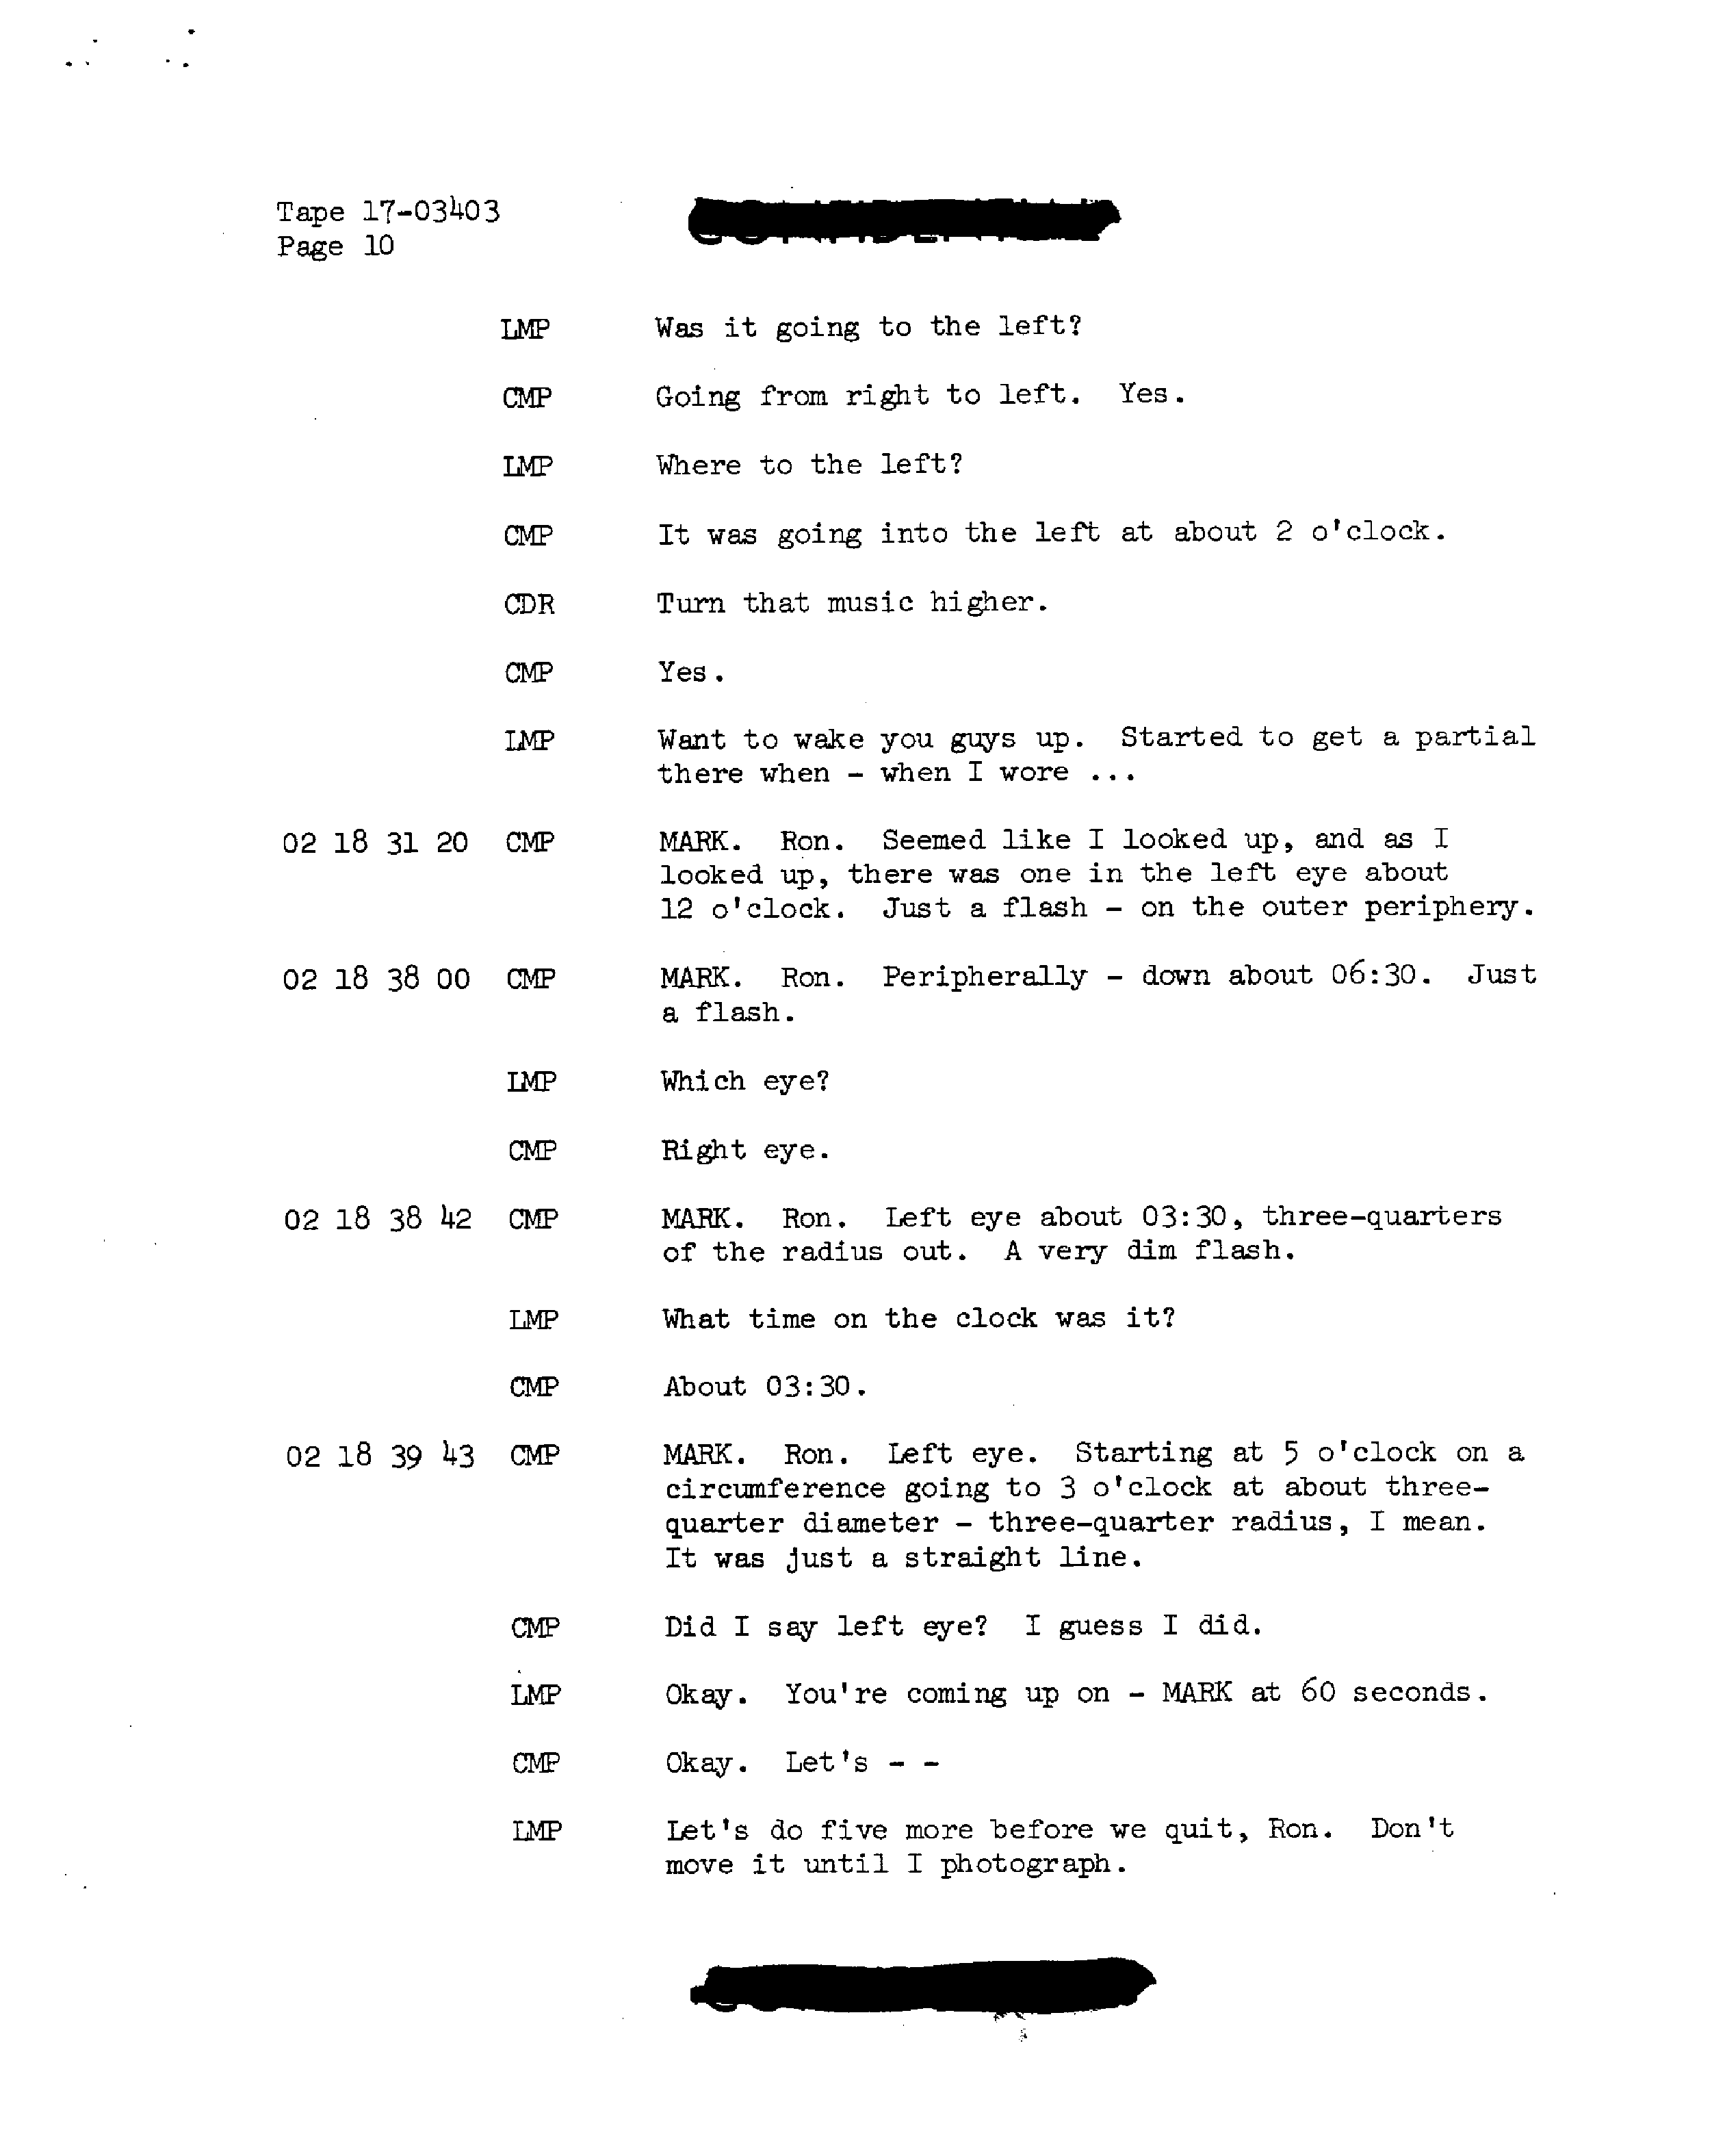 Tape 17-03403
Page 10
LMP Was it going to the left?
CMP Going from right to left. Yes.
LMP Where to the left?
CMP It was going into the left at about 2 o'clock.
CDR Turn that music higher.
CMP Yes.
LMP Want to wake you guys up. Started to get a partial
there when - when I wore ...
02 18 31 20 CMP MARK. Ron. Seemed like I looked up, and as I
looked up, there was one in the left eye about
12 o'clock. Just a flash - on the outer periphery.
02 18 38 00 CMP MARK. Ron. Peripherally - down about 06:30. Just
a flash.
LMP Which eye?
CMP Right eye.
02 18 38 42 CMP MARK. Ron. Left eye about 03:30, three-quarters
of the radius out. A very dim flash.
LMP What time on the clock was it?
CMP About 03:30.
02 18 39 43 CMP MARK. Ron. Left eye. Starting at 5 o'clock on a
circumference going to 3 o'clock at about three-
quarter diameter - three-quarter radius, I mean.
It was just a straight line.
CMP Did I say left eye? I guess I did.
LMP Okay. You're coming up on - MARK at 60 seconds.
CMP Okay. Let's - -
LMP Let's do five more before we quit, Ron. Don't
move it until I photograph.